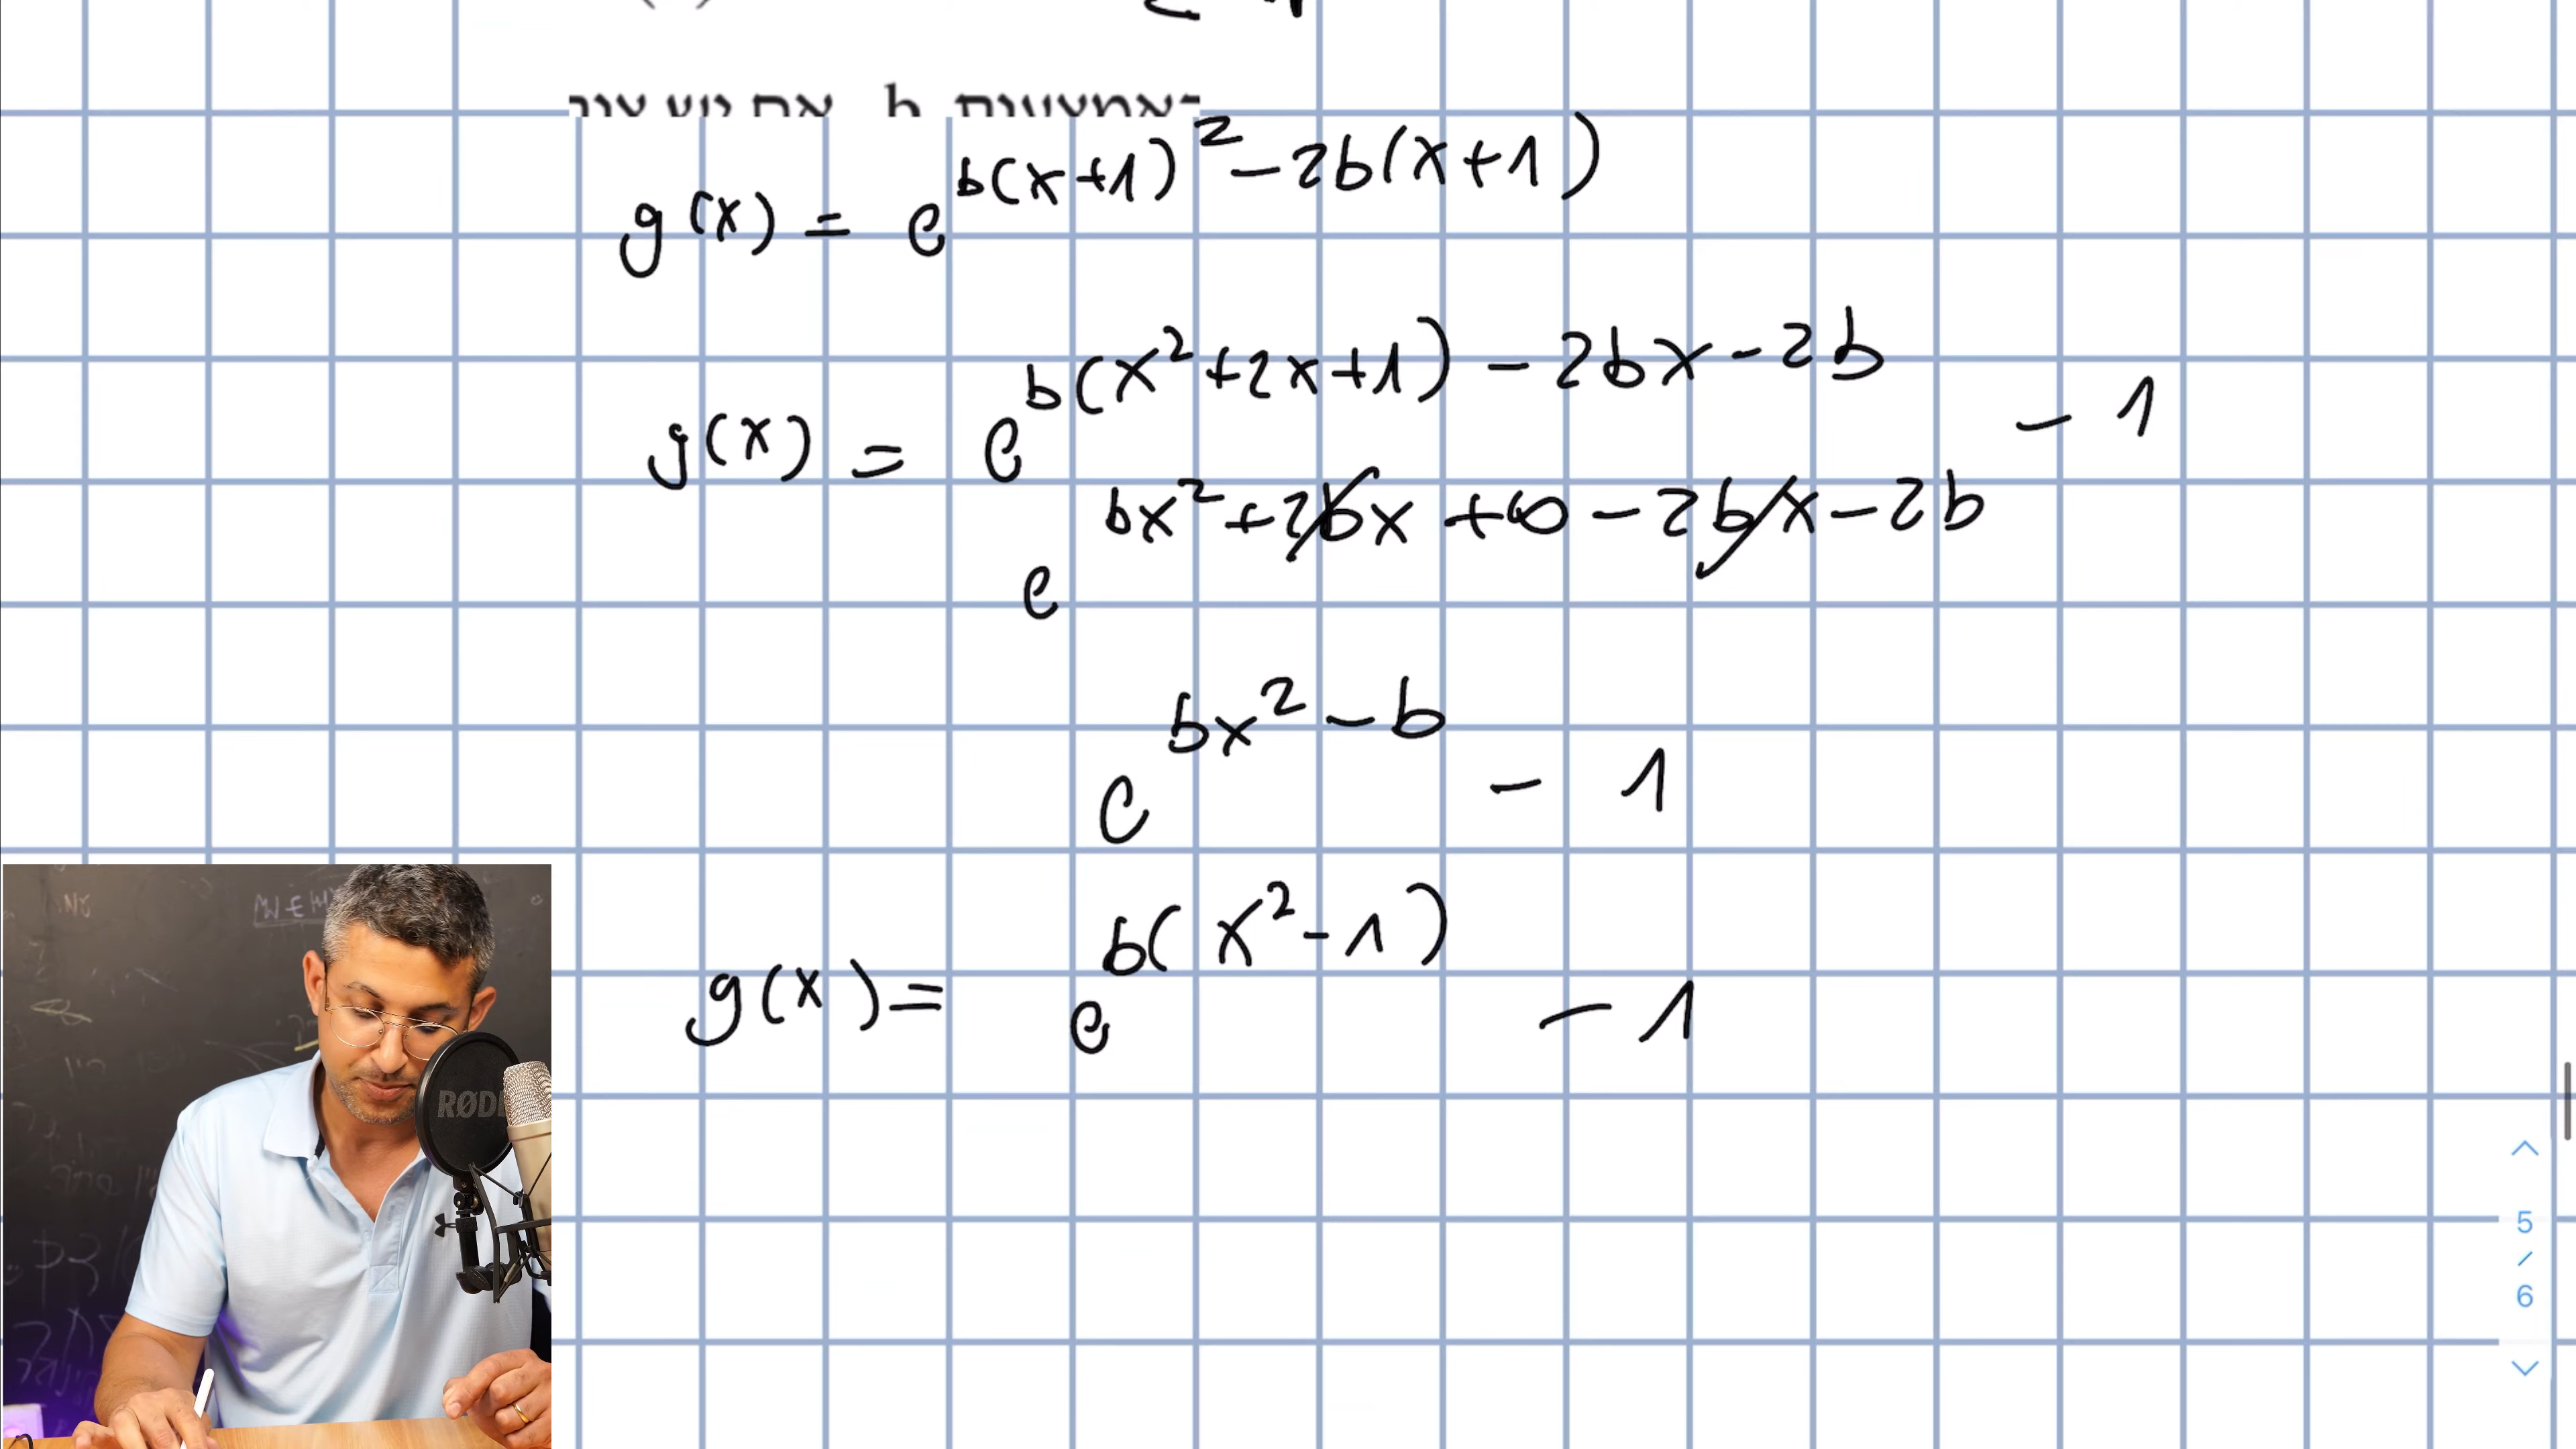 את b
g(x) = e^{b(x+1)^2 - 2b(x+1)}
g(x) = e^{b(x^2+2x+1) - 2bx - 2b} - 1
e^{bx^2 + 2bx + b - 2bx - 2b}
e^{bx^2 - b} - 1
g(x) = e^{b(x^2-1)} - 1
RØDE
5
/
6